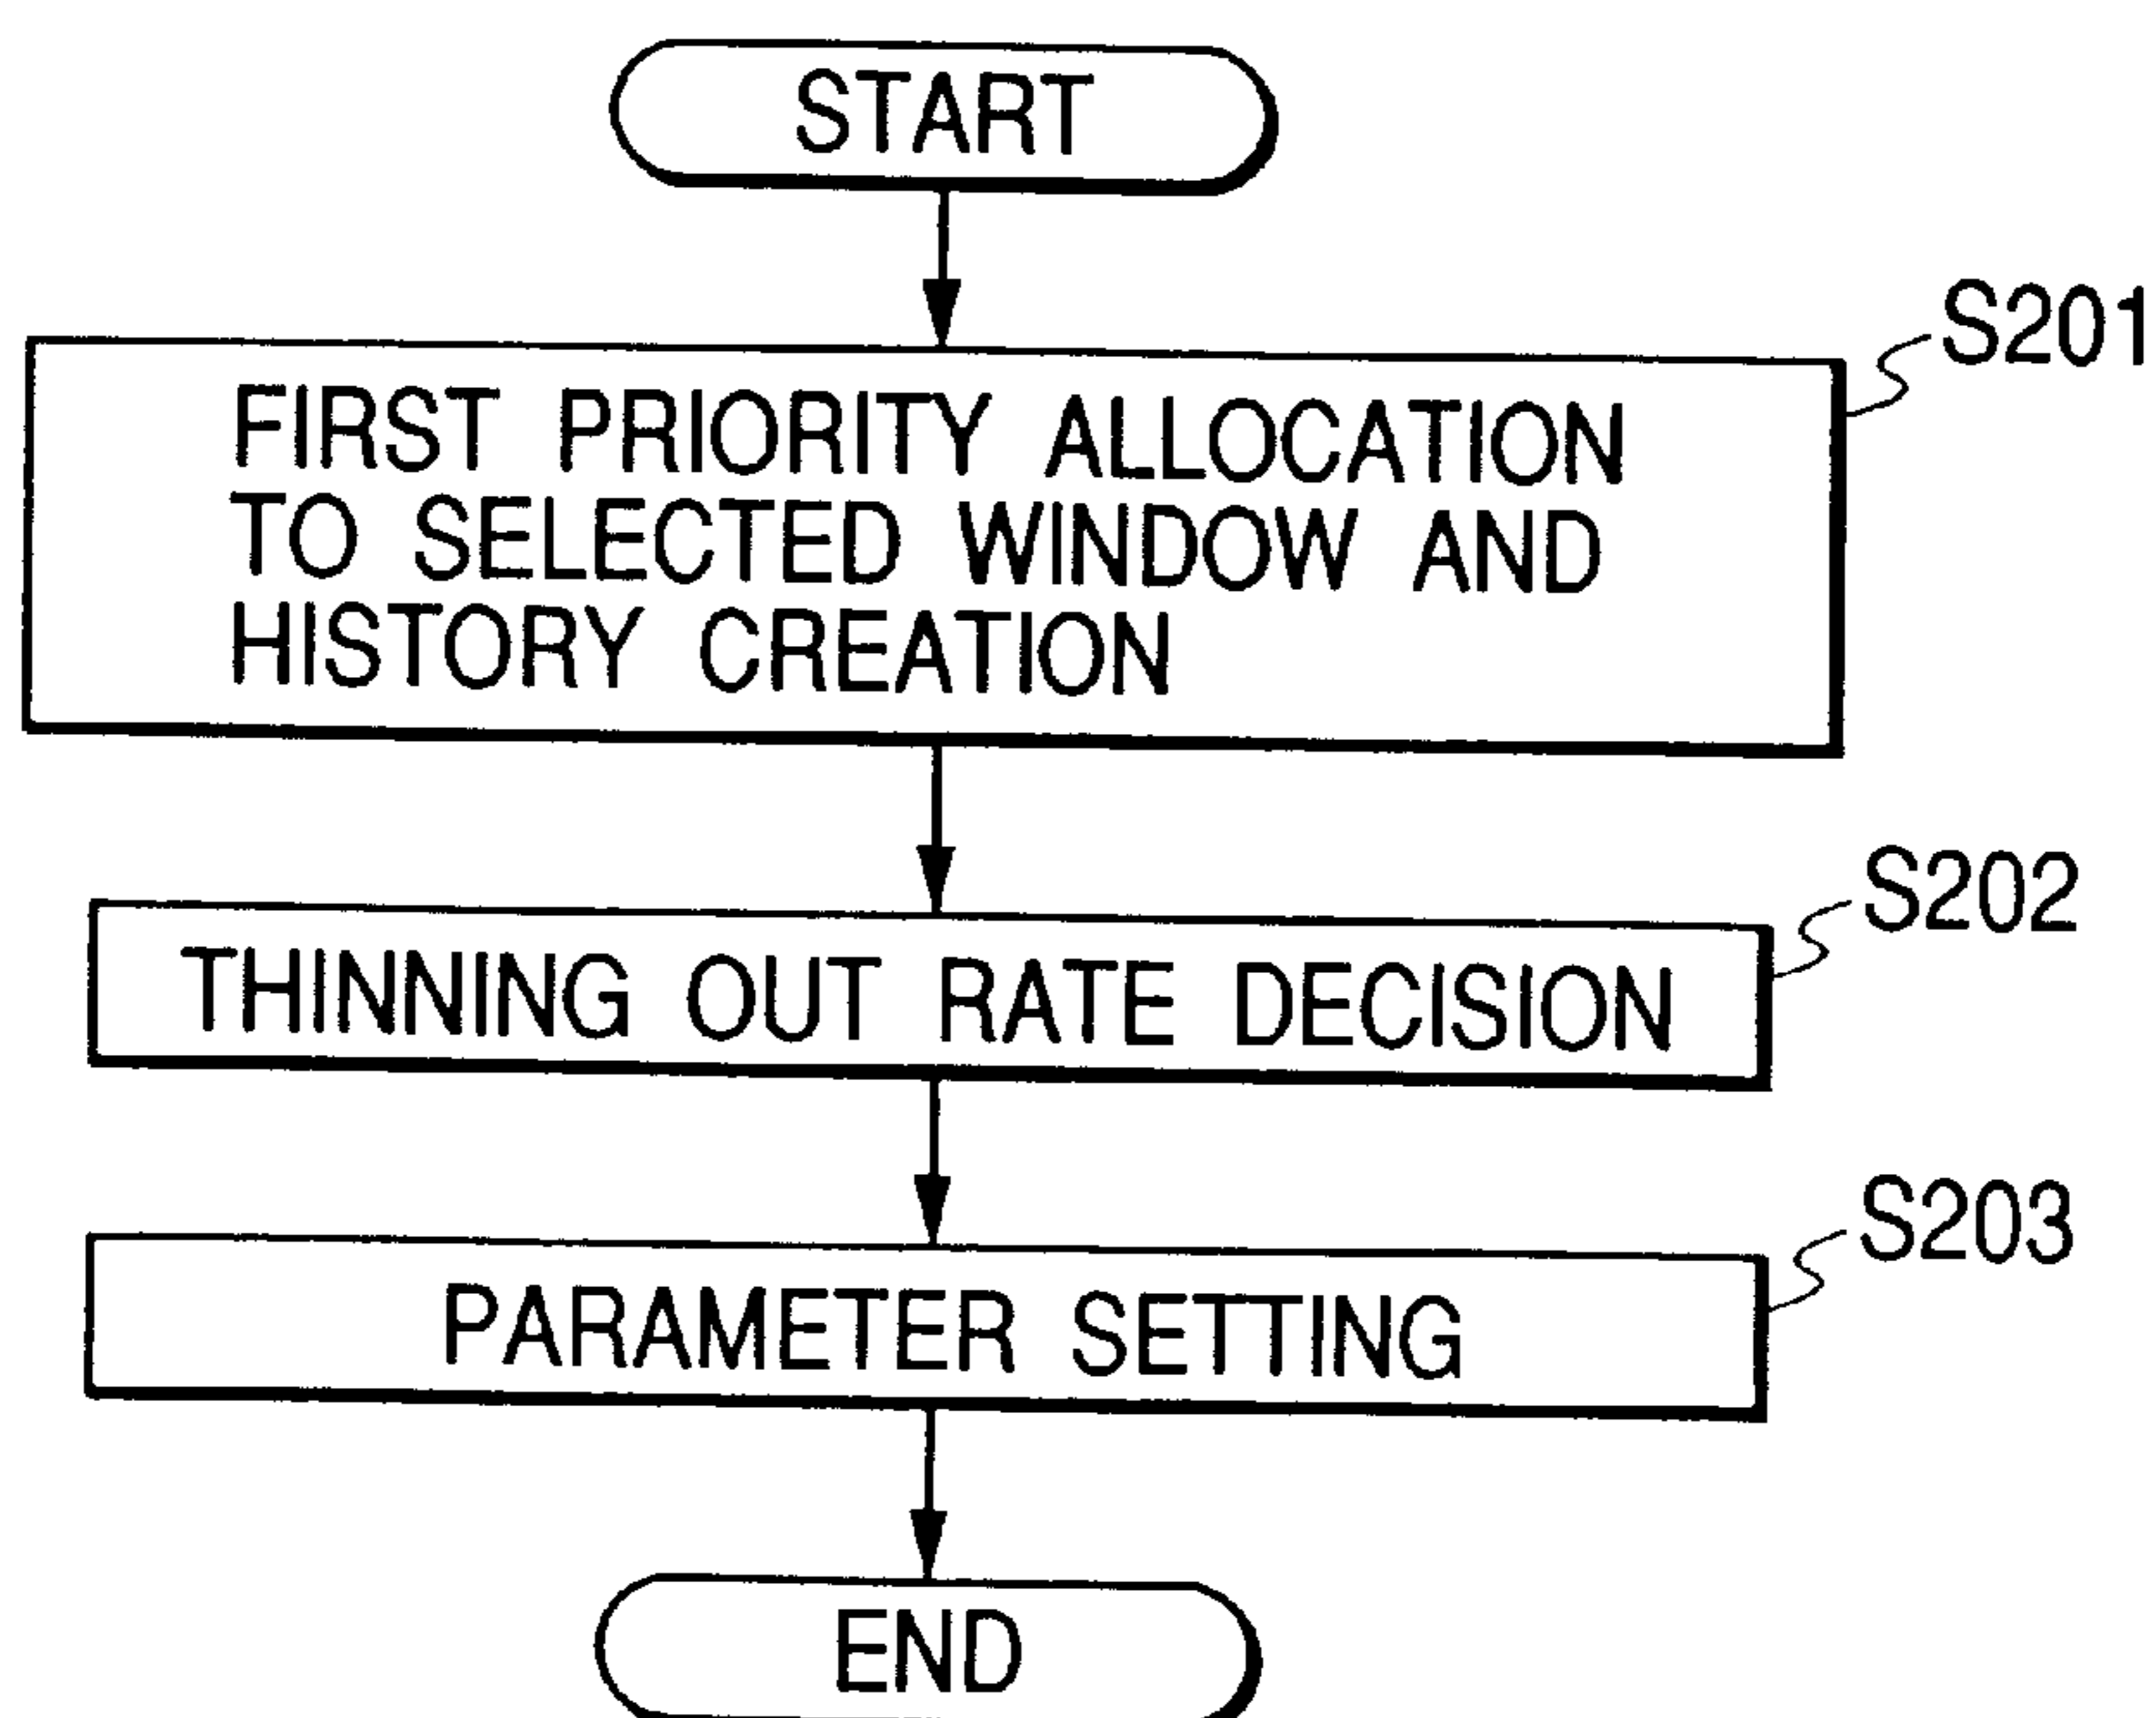 START
S201
FIRST PRIORITY ALLOCATION
TO SELECTED WINDOW AND
HISTORY CREATION
S202
THINNING OUT RATE DECISION
S203
PARAMETER SETTING
END